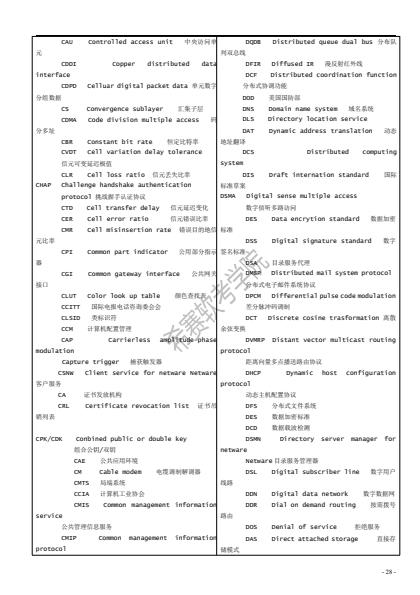 CAU Controlled access unit 中央访问单
元
CDDI Copper distributed data
interface
CDPD Celluar digital packet data 单元数字
分组数据
CS Convergence sublayer 汇集子层
CDMA Code division multiple access 码
分多址
CBR Constant bit rate 恒定比特率
CVDT Cell variation delay tolerance
信元可变延迟极值
CLR Cell loss ratio 信元丢失比率
CHAP Challenge handshake authentication
protocol 挑战握手认证协议
CTD Cell transfer delay 信元延迟变化
CER Cell error ratio 信元错误比率
CMR Cell misinsertion rate 错误目的地信
元比率
CPI Common part indicator 公用部分指示
器
CGI Common gateway interface 公共网关
接口
CLUT Color look up table 颜色查找表
CCITT 国际电报电话咨询委会会
CLSID 类标识符
CCM 计算机配置管理
CAP Carrierless amplitude-phase
modulation
Capture trigger 捕获触发器
CSNW Client service for netware Netware
客户服务
CA 证书发放机构
CRL Certificate revocation list 证书吊
销列表
CPK/CDK Conbined public or double key
组合公钥/双钥
CAE 公共应用环境
CM Cable modem 电缆调制解调器
CMTS 局端系统
CCIA 计算机工业协会
CMIS Common management information
service
公共管理信息服务
CMIP Common management information
protocol
DQDB Distributed queue dual bus 分布队
列双总线
DFIR Diffused IR 漫反射红外线
DCF Distributed coordination function
分布式协调功能
DOD 美国国防部
DNS Domain name system 域名系统
DLS Directory location service
DAT Dynamic address translation 动态
地址翻译
DCS Distributed computing
system
DIS Draft internation standard 国际
标准草案
DSMA Digital sense multiple access
数字侦听多路访问
DES Data encrytion standard 数据加密
标准
DSS Digital signature standard 数字
签名标准
DSA 目录服务代理
DMSP Distributed mail system protocol
分布式电子邮件系统协议
DPCM Differential pulse code modulation
差分脉冲码调制
DCT Discrete cosine trasformation 离散
余弦变换
DVMRP Distant vector multicast routing
protocol
距离向量多点播送路由协议
DHCP Dynamic host configuration
protocol
动态主机配置协议
DFS 分布式文件系统
DES 数据加密标准
DCD 数据载波检测
DSMN Directory server manager for
netware
Netware 目录服务管理器
DSL Digital subscriber line 数字用户
线路
DDN Digital data network 数字数据网
DDR Dial on demand routing 按需拨号
路由
DOS Denial of service 拒绝服务
DAS Direct attached storage 直接存
储模式
希赛软考学院
- 28 -